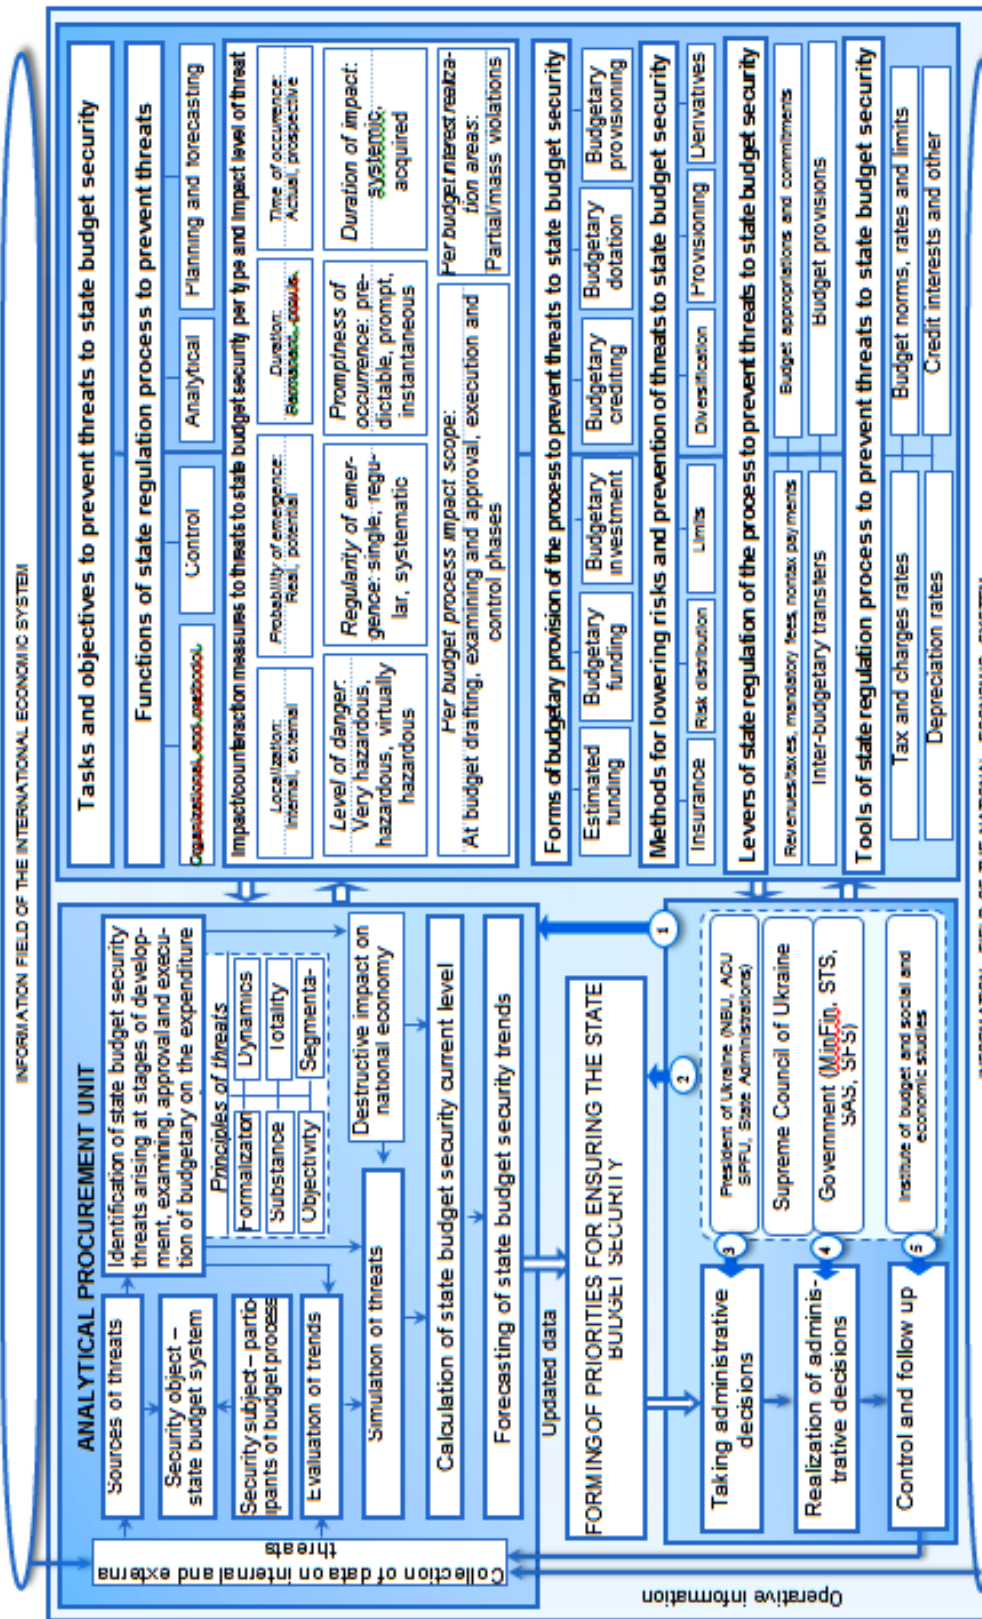 INFORMATION FIELD OF THE INTERNATIONAL ECONOMIC SYSTEM
ANALYTICAL PROCUREMENT UNIT
Collection of data on internal and externa
threats
Sources of threats
Security object –
state budget system
Security subject – partic-
ipants of budget process
Evaluation of trends
Identification of state budget security
threats arising at stages of develop-
ment, examining, approval and execu-
tion of budgetary on the expenditure
Principles of threats
Formalization
Dynamics
Substance
Totality
Objectivity
Segmenta-
Simulation of threats
Destructive impact on
national economy
Calculation of state budget security current level
Forecasting of state budget security trends
Updated data
1
FORMING OF PRIORITIES FOR ENSURING THE STATE
BUDGET SECURITY
2
Taking administrative
decisions
3
President of Ukraine (NBU, ACU
SPFU, State Administrations)
Supreme Council of Ukraine
Realization of adminis-
trative decisions
4
Government (MinFin, STS,
SAS, SFS)
Control and follow up
5
Institute of budget and social and
economic studies
Operative information
Tasks and objectives to prevent threats to state budget security
Functions of state regulation process to prevent threats
Control
Analytical
Planning and forecasting
Impact/counteraction measures to threats to state budget security per type and impact level of threat
Localization:
Internal, external
Probability of emergence:
Real, potential
Duration:
Time of occurrence:
Actual, prospective
Level of danger:
Very hazardous,
hazardous, virtually
hazardous
Regularity of emer-
gence: single, regu-
lar, systematic
Promptness of
occurrence: pre-
dictable, prompt,
instantaneous
Duration of impact:
systemic,
acquired
Per budget process impact scope:
At budget drafting, examining and approval, execution and
control phases
Per budget interest realiza-
tion areas:
Partial/mass violations
Forms of budgetary provision of the process to prevent threats to state budget security
Estimated
funding
Budgetary
funding
Budgetary
investment
Budgetary
crediting
Budgetary
dotation
Budgetary
provisioning
Methods for lowering risks and prevention of threats to state budget security
Insurance
Risk distribution
Limits
Diversification
Provisioning
Derivatives
Levers of state regulation of the process to prevent threats to state budget security
Revenues/taxes, mandatory fees, nontax payments
Budget appropriations and commitments
Inter-budgetary transfers
Budget provisions
Tools of state regulation process to prevent threats to state budget security
Tax and charges rates
Budget norms, rates and limits
Depreciation rates
Credit interests and other